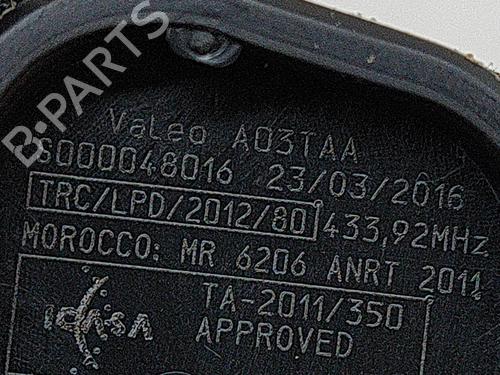 B-PARTS
Valeo A03TAA
S000048016 23/03/2016
TRC/LPD/2012/80 433,92MHz
MOROCCO: MR 6206 ANRT 2011
TA-2011/350
ICASA APPROVED